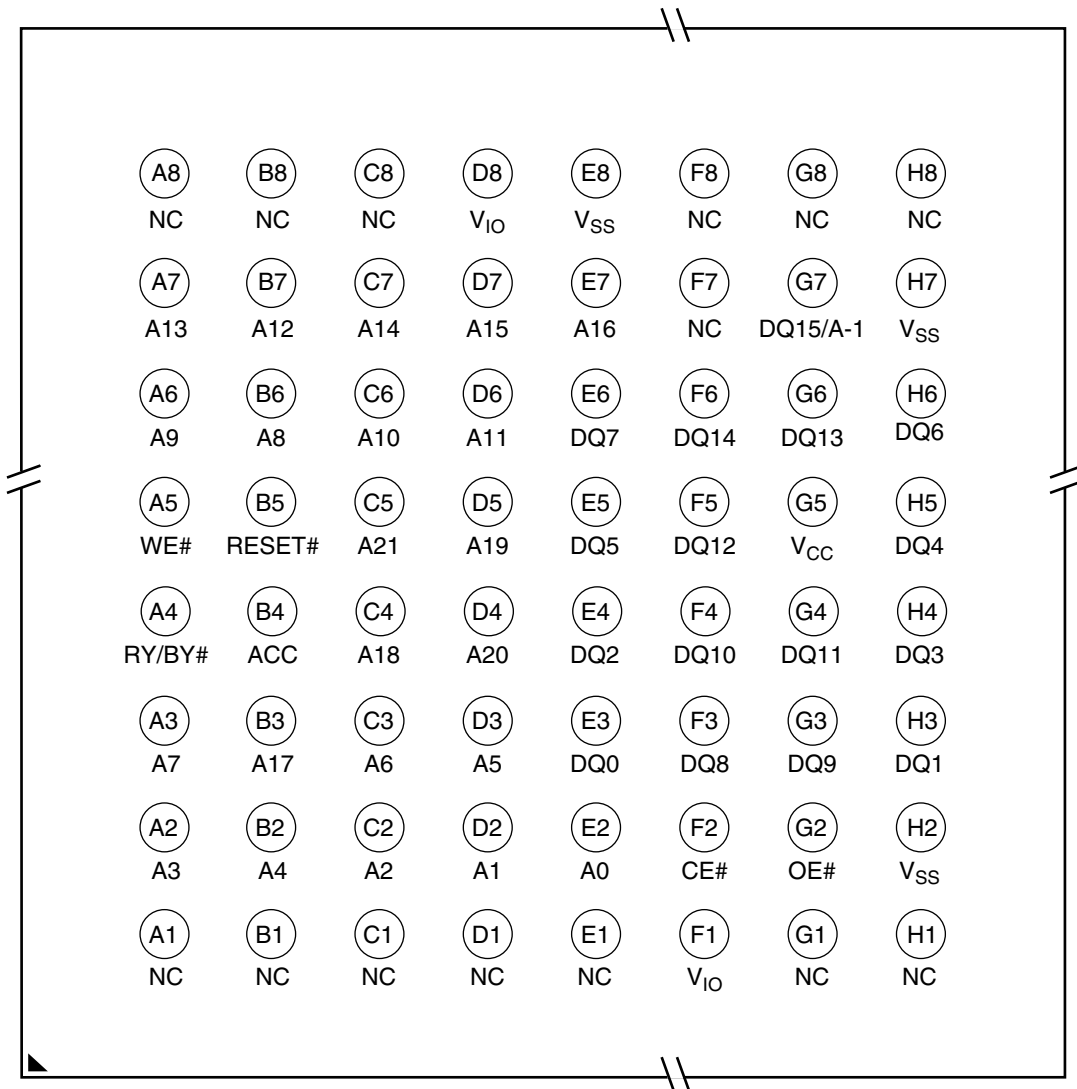 A8 B8 C8 D8 E8 F8 G8 H8
NC NC NC VIO VSS NC NC NC
A7 B7 C7 D7 E7 F7 G7 H7
A13 A12 A14 A15 A16 NC DQ15/A-1 VSS
A6 B6 C6 D6 E6 F6 G6 H6
A9 A8 A10 A11 DQ7 DQ14 DQ13 DQ6
A5 B5 C5 D5 E5 F5 G5 H5
WE# RESET# A21 A19 DQ5 DQ12 VCC DQ4
A4 B4 C4 D4 E4 F4 G4 H4
RY/BY# ACC A18 A20 DQ2 DQ10 DQ11 DQ3
A3 B3 C3 D3 E3 F3 G3 H3
A7 A17 A6 A5 DQ0 DQ8 DQ9 DQ1
A2 B2 C2 D2 E2 F2 G2 H2
A3 A4 A2 A1 A0 CE# OE# VSS
A1 B1 C1 D1 E1 F1 G1 H1
NC NC NC NC NC VIO NC NC